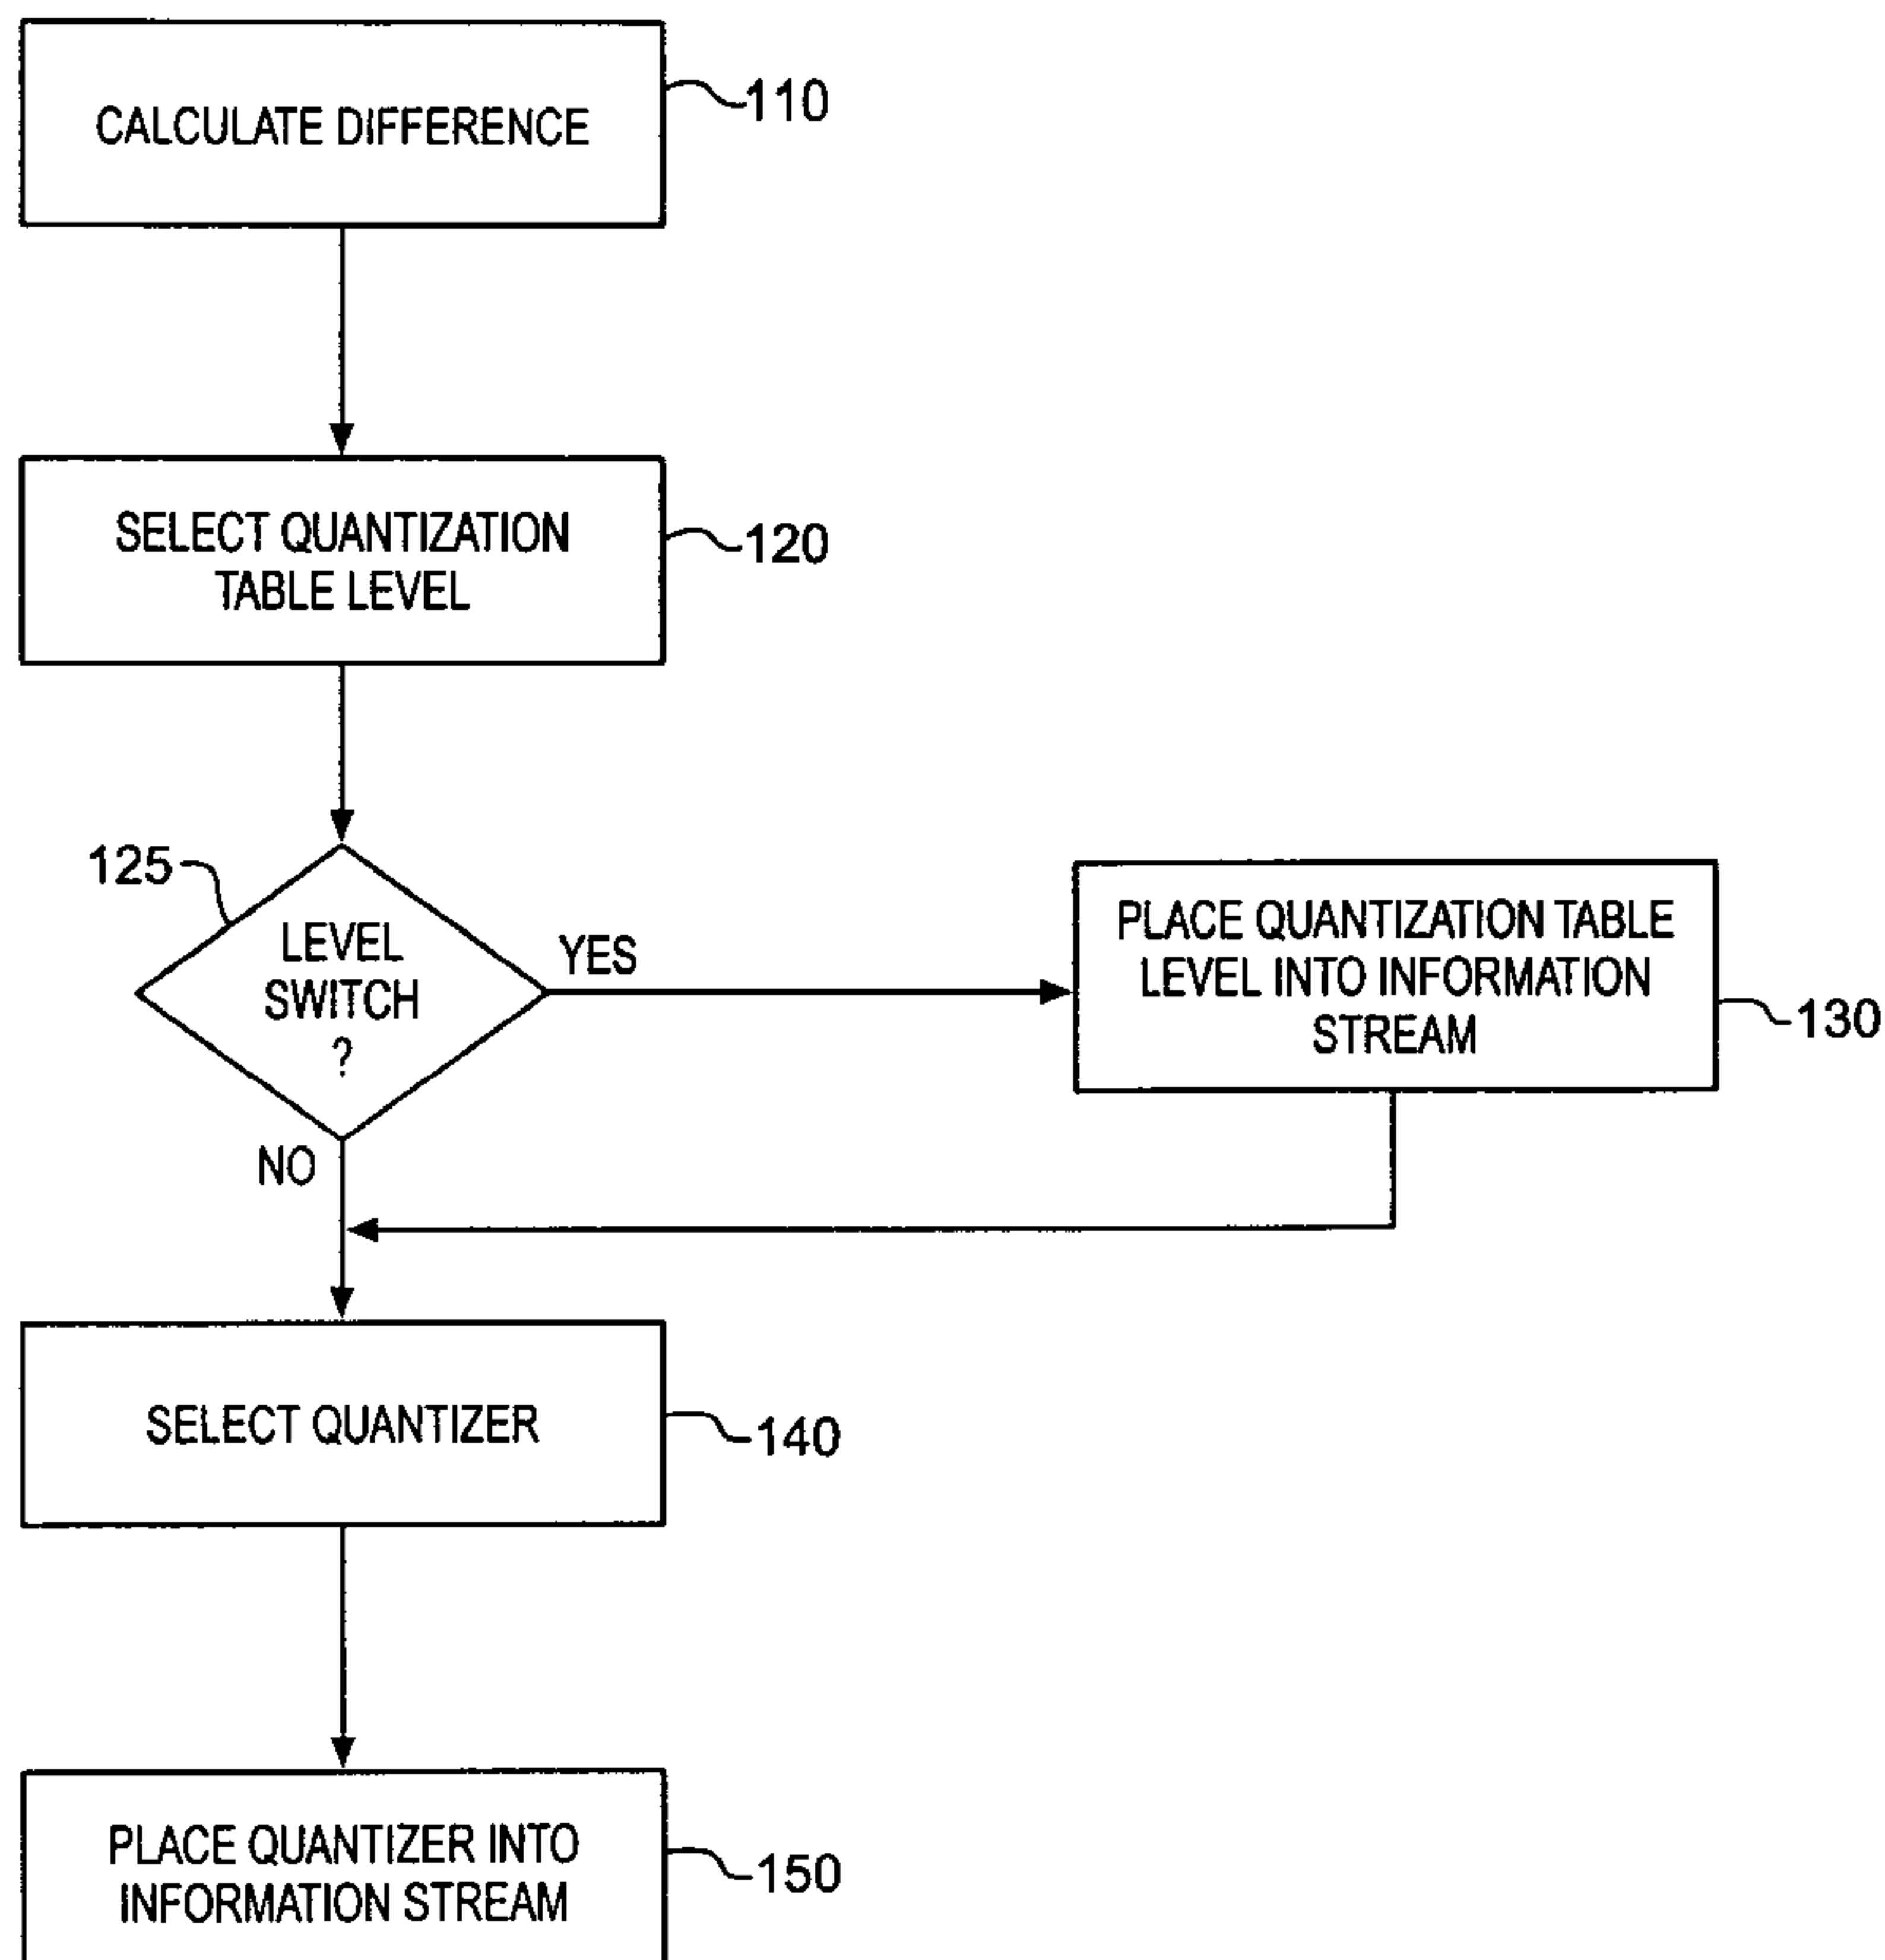 CALCULATE DIFFERENCE
110
SELECT QUANTIZATION
TABLE LEVEL
120
125
LEVEL
SWITCH
?
YES
NO
PLACE QUANTIZATION TABLE
LEVEL INTO INFORMATION
STREAM
130
SELECT QUANTIZER
140
PLACE QUANTIZER INTO
INFORMATION STREAM
150